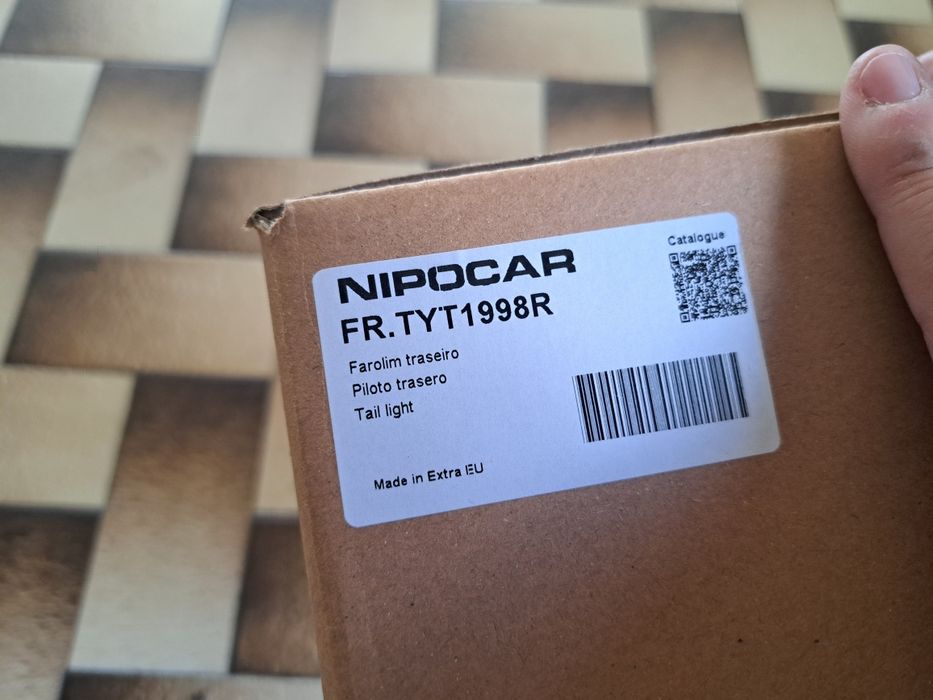 NIPOCAR
Catalogue
FR.TYT1998R
Farolim traseiro
Piloto trasero
Tail light
Made in Extra EU